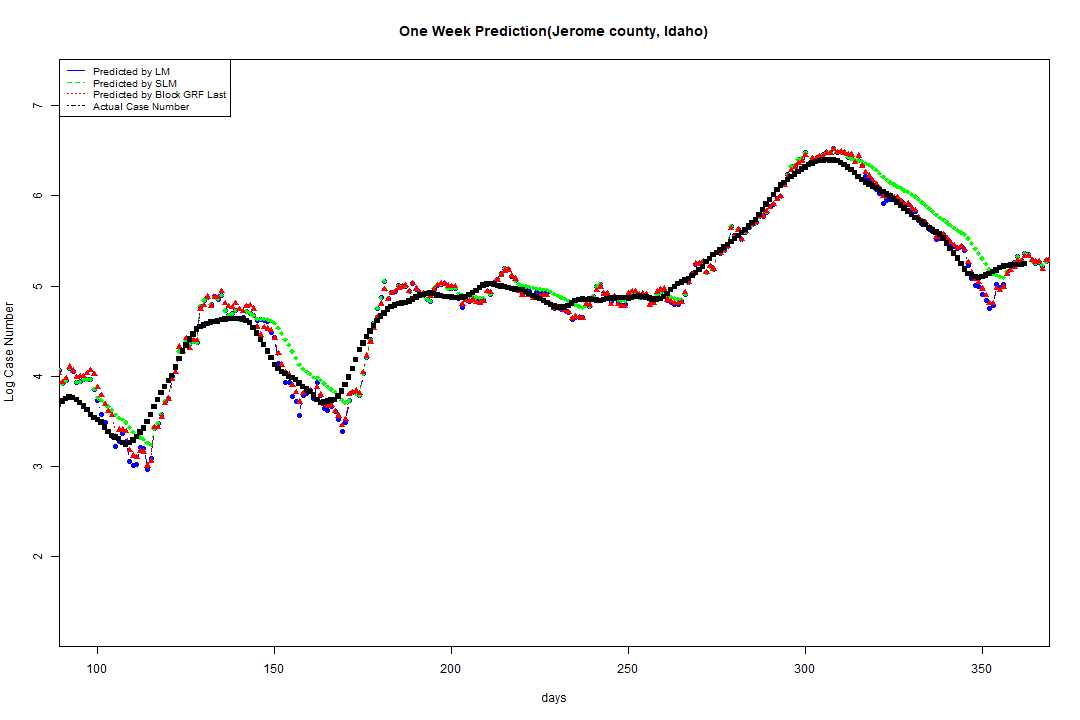 One Week Prediction(Jerome county, Idaho)
Predicted by LM
Predicted by SLM
Predicted by Block GRF Last
Actual Case Number
7
6
5
4
3
2
Log Case Number
100 150 200 250 300 350
days